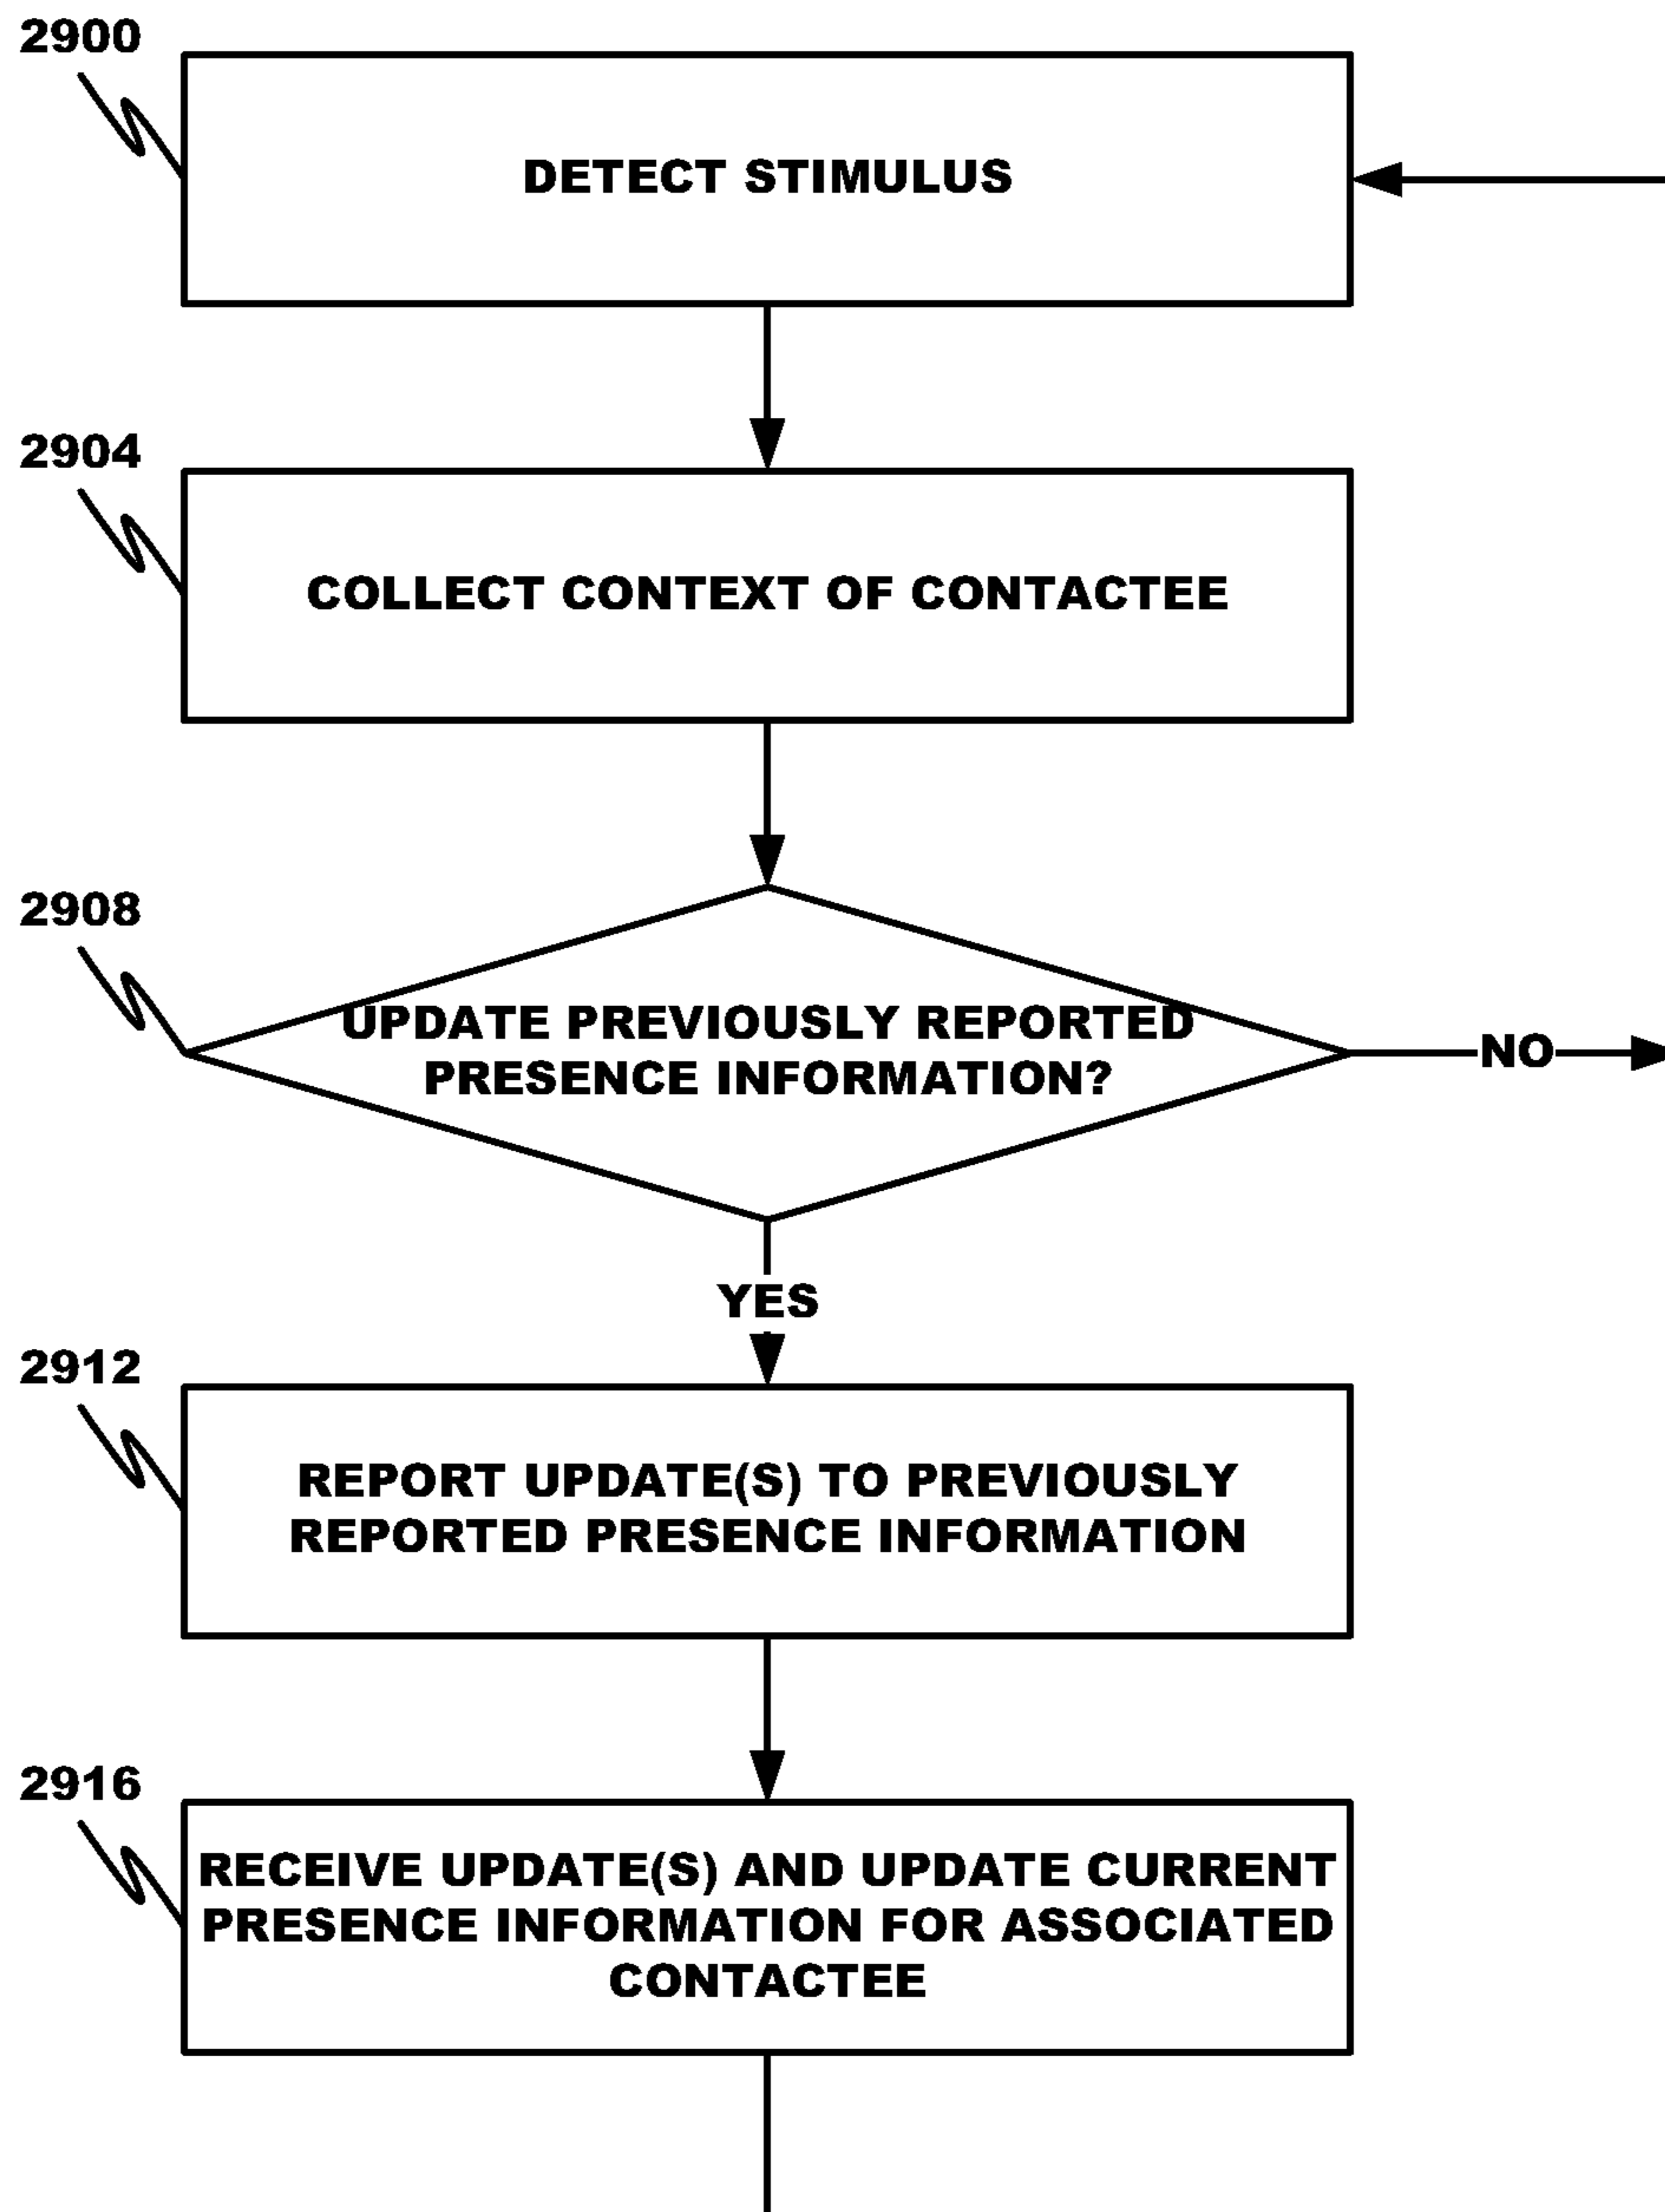 2900
DETECT STIMULUS
2904
COLLECT CONTEXT OF CONTACTEE
2908
UPDATE PREVIOUSLY REPORTED
PRESENCE INFORMATION?
NO
YES
2912
REPORT UPDATE(S) TO PREVIOUSLY
REPORTED PRESENCE INFORMATION
2916
RECEIVE UPDATE(S) AND UPDATE CURRENT
PRESENCE INFORMATION FOR ASSOCIATED
CONTACTEE